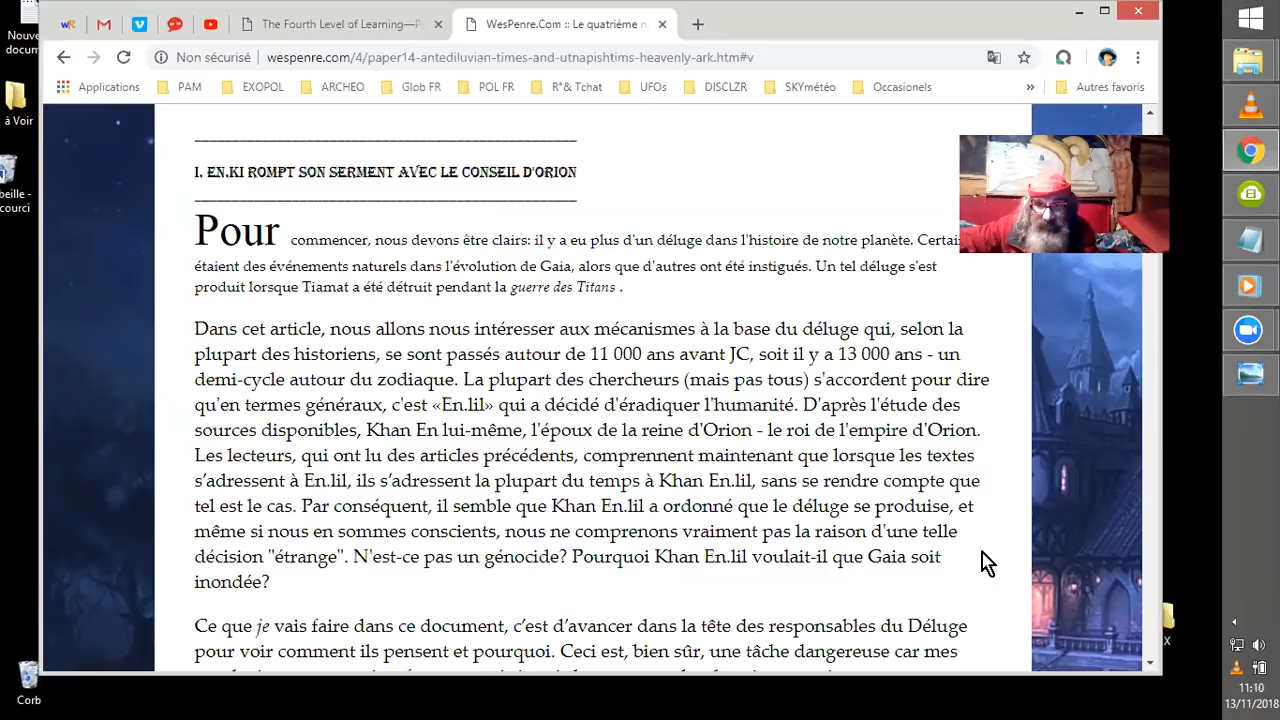 Nouve
docum
à Voir
beille -
courci
Corb
wR
The Fourth Level of Learning—P
WesPenre.Com :: Le quatrième n
Non sécurisé
wespenre.com/4/paper14-antediluvian-times-and-utnapishtims-heavenly-ark.htm#v
Applications PAM EXOPOL ARCHEO Glob FR POL FR R*& Tchat UFOs DISCLZR SKYmétéo Occasionels » Autres favoris
I. EN.KI ROMPT SON SERMENT AVEC LE CONSEIL D'ORION
Pour commencer, nous devons être clairs: il y a eu plus d'un déluge dans l'histoire de notre planète. Certai
étaient des événements naturels dans l'évolution de Gaia, alors que d'autres ont été instigués. Un tel déluge s'est
produit lorsque Tiamat a été détruit pendant la guerre des Titans .
Dans cet article, nous allons nous intéresser aux mécanismes à la base du déluge qui, selon la
plupart des historiens, se sont passés autour de 11 000 ans avant JC, soit il y a 13 000 ans - un
demi-cycle autour du zodiaque. La plupart des chercheurs (mais pas tous) s'accordent pour dire
qu'en termes généraux, c'est «En.lil» qui a décidé d'éradiquer l'humanité. D'après l'étude des
sources disponibles, Khan En lui-même, l'époux de la reine d'Orion - le roi de l'empire d'Orion.
Les lecteurs, qui ont lu des articles précédents, comprennent maintenant que lorsque les textes
s’adressent à En.lil, ils s’adressent la plupart du temps à Khan En.lil, sans se rendre compte que
tel est le cas. Par conséquent, il semble que Khan En.lil a ordonné que le déluge se produise, et
même si nous en sommes conscients, nous ne comprenons vraiment pas la raison d'une telle
décision "étrange". N'est-ce pas un génocide? Pourquoi Khan En.lil voulait-il que Gaia soit
inondée?
Ce que je vais faire dans ce document, c’est d’avancer dans la tête des responsables du Déluge
pour voir comment ils pensent et pourquoi. Ceci est, bien sûr, une tâche dangereuse car mes
X
11:10
13/11/2018